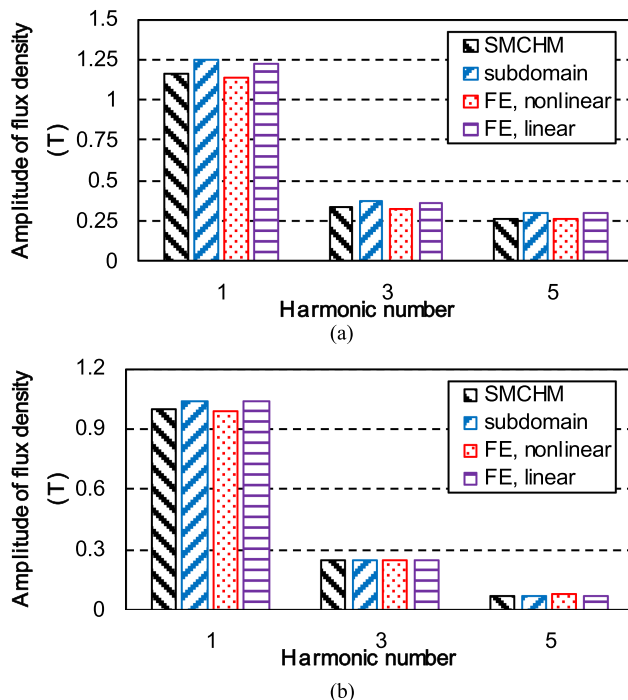 1.5
1.25
1
0.75
0.5
0.25
0
Amplitude of flux density
(T)
SMCHM
subdomain
FE, nonlinear
FE, linear
1 3 5
Harmonic number
(a)
1.2
0.9
0.6
0.3
0
Amplitude of flux density
(T)
SMCHM
subdomain
FE, nonlinear
FE, linear
1 3 5
Harmonic number
(b)